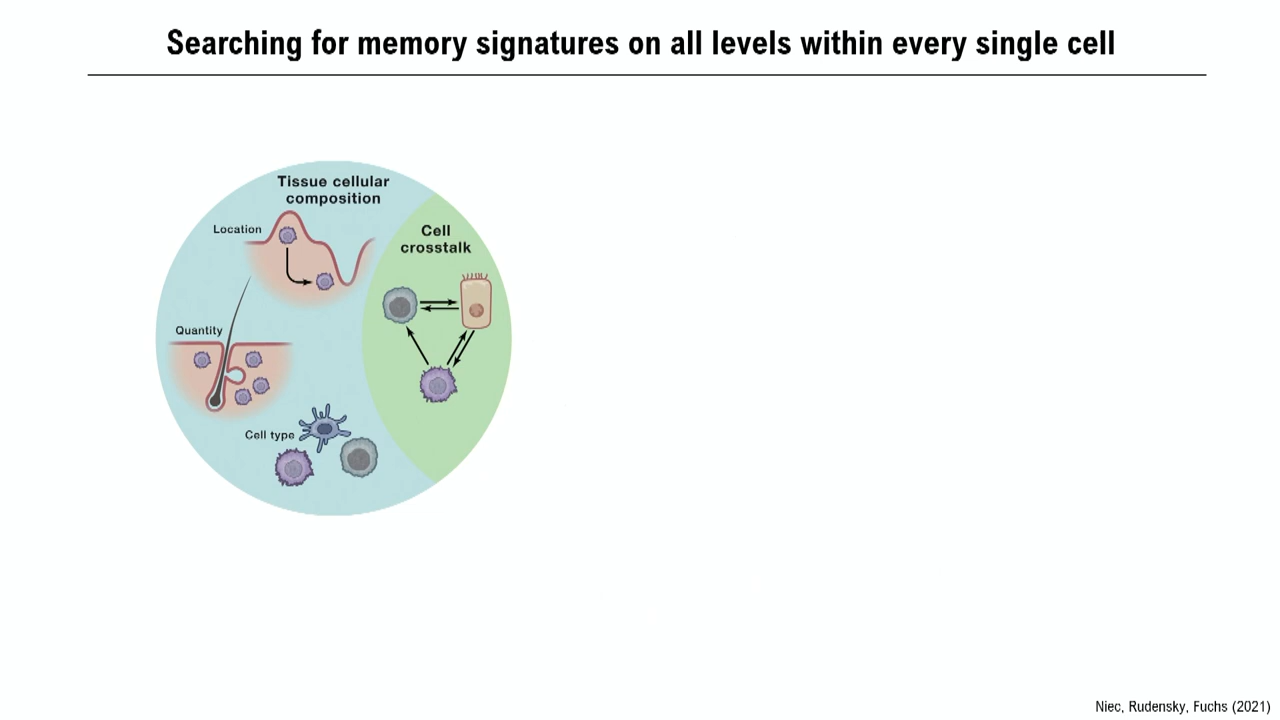 Searching for memory signatures on all levels within every single cell
Tissue cellular
composition
Location
Cell
crosstalk
Quantity
Cell type
Niec, Rudensky, Fuchs (2021)